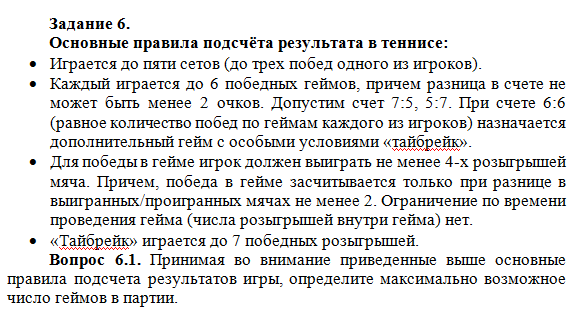 Задание 6.
Основные правила подсчёта результата в теннисе:
• Играется до пяти сетов (до трех побед одного из игроков).
• Каждый играется до 6 победных геймов, причем разница в счете не
может быть менее 2 очков. Допустим счет 7:5, 5:7. При счете 6:6
(равное количество побед по геймам каждого из игроков) назначается
дополнительный гейм с особыми условиями «тайбрейк».
• Для победы в гейме игрок должен выиграть не менее 4-х розыгрышей
мяча. Причем, победа в гейме засчитывается только при разнице в
выигранных/проигранных мячах не менее 2. Ограничение по времени
проведения гейма (числа розыгрышей внутри гейма) нет.
• «Тайбрейк» играется до 7 победных розыгрышей.
Вопрос 6.1. Принимая во внимание приведенные выше основные
правила подсчета результатов игры, определите максимально возможное
число геймов в партии.